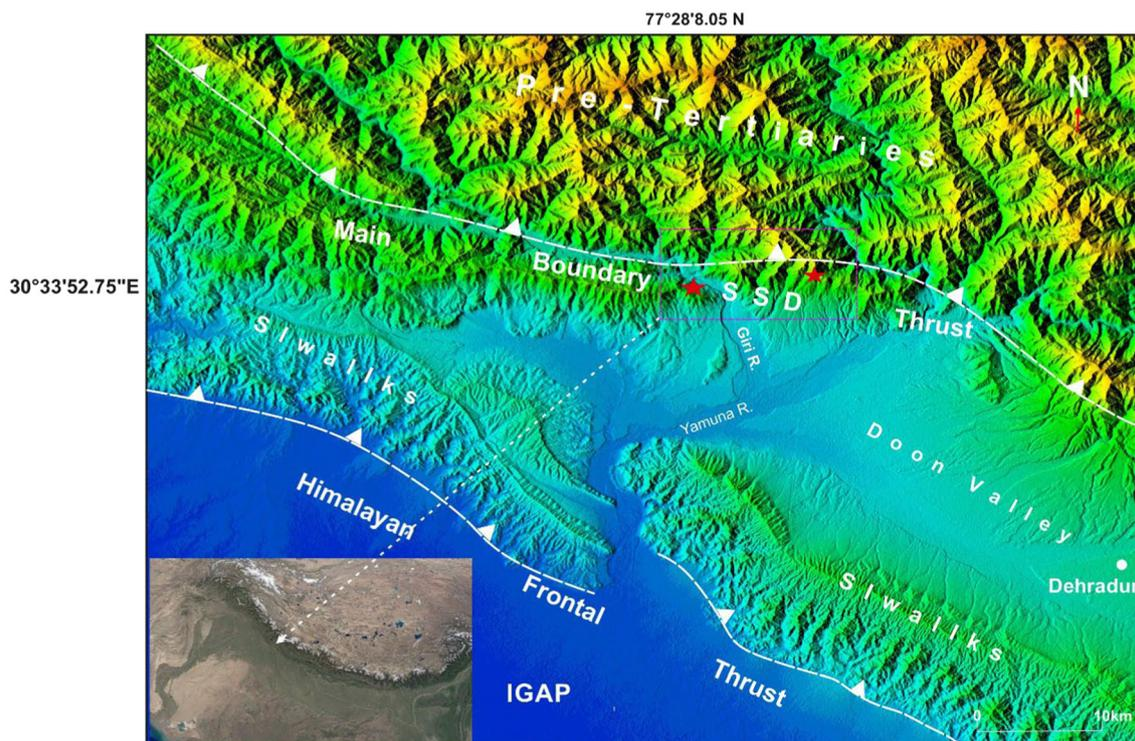 77°28'8.05 N
N
Pre-Tertiaries
Main
Boundary
Thrust
30°33'52.75"E
SSD
SIwalIks
Giri R.
Yamuna R.
Doon Valley
Himalayan
Frontal
Thrust
Dehradun
SIwalIks
IGAP
0 10km